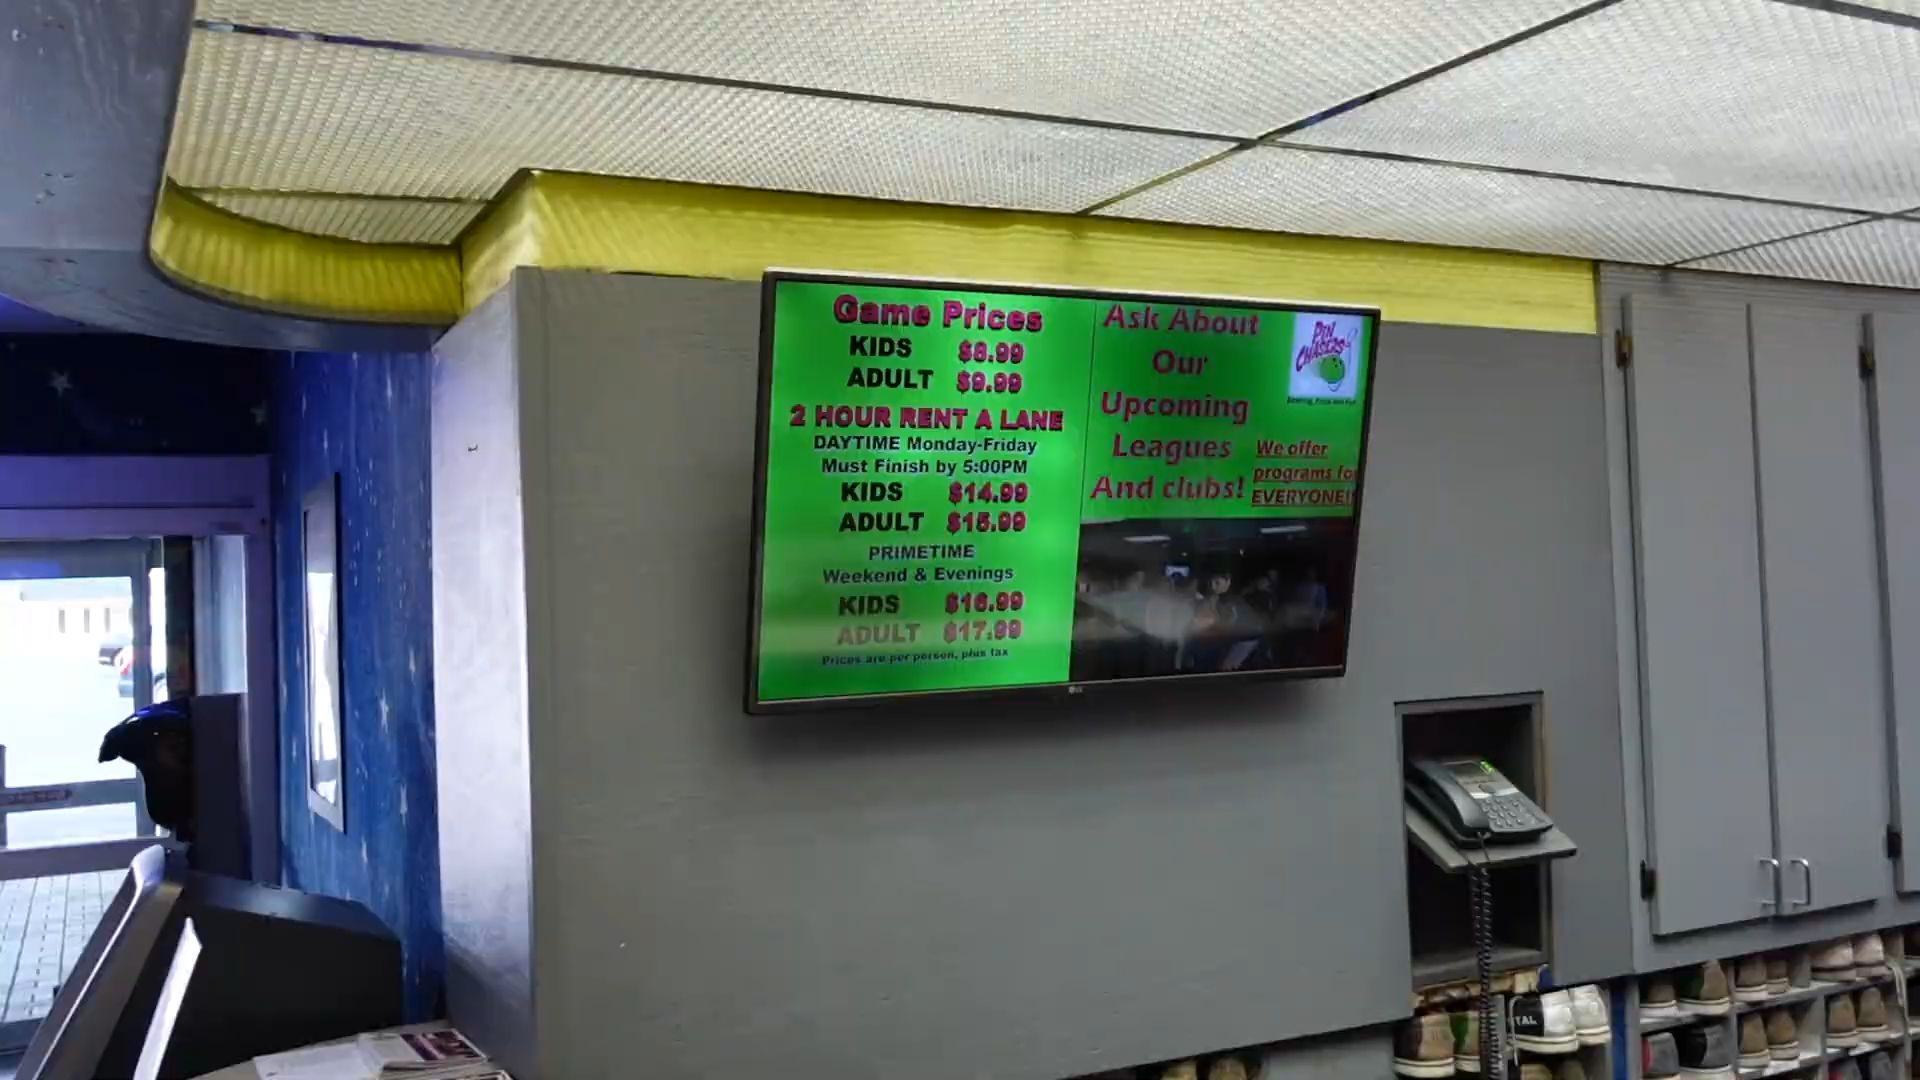 Game Prices
KIDS $8.99
ADULT $9.99
2 HOUR RENT A LANE
DAYTIME Monday-Friday
Must Finish by 5:00PM
KIDS $14.99
ADULT $15.99
PRIMETIME
Weekend & Evenings
KIDS $16.99
ADULT $17.99
Prices are per person, plus tax
Ask About
Our
Upcoming
Leagues
And clubs!
PIN
CHASERS
We offer
programs for
EVERYONE!
LG